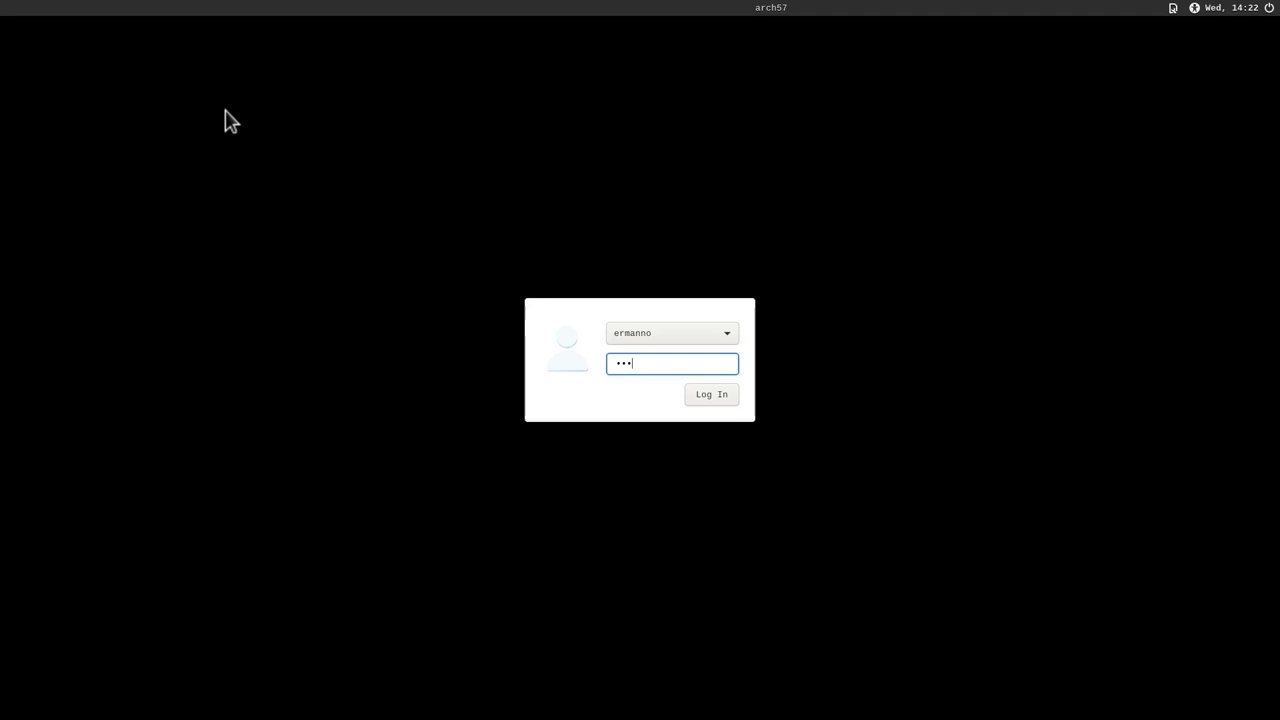 arch57
Wed, 14:22
ermanno
•••
Log In